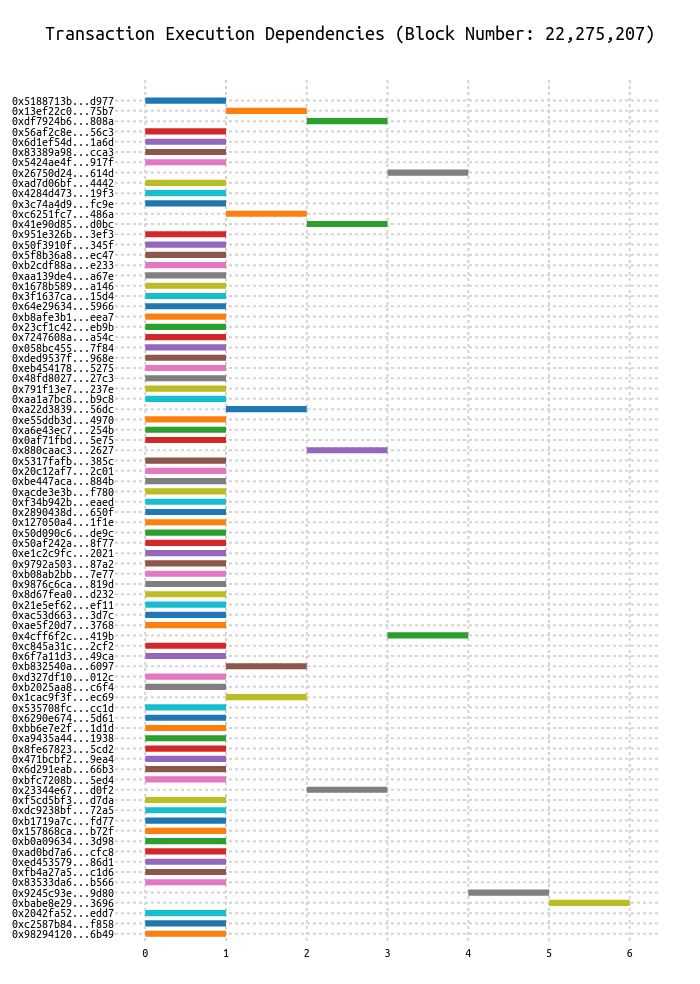 Transaction Execution Dependencies (Block Number: 22,275,207)
0x5188713b...d977
0x13ef22c0...75b7
0xdf7924b6...808a
0x56af2c8e...56c3
0x6d1ef54d...1a6d
0x83389a98...cca3
0x5424ae4f...917f
0x26750d24...614d
0xad7d06bf...4442
0x4284d473...19f3
0x3c74a4d9...fc9e
0xc6251fc7...486a
0x41e90d85...d0bc
0x951e326b...3ef3
0x50f3910f...345f
0x5f8b36a8...ec47
0xb2cdf88a...e233
0xaa139de4...a67e
0x1678b589...a146
0x3f1637ca...15d4
0x64e29634...5966
0xb8afe3b1...eea7
0x23cf1c42...eb9b
0x7247608a...a54c
0x058bc455...7f84
0xded9537f...968e
0xeb454178...5275
0x48fd8027...27c3
0x791f13e7...237e
0xaa1a7bc8...b9c8
0xa22d3839...56dc
0xe55ddb3d...4970
0xa6e43ec7...254b
0x0af71fbd...5e75
0x880caac3...2627
0x5317fafb...385c
0x20c12af7...2c01
0xbe447aca...884b
0xacde3e3b...f780
0xf34b942b...eaed
0x2890438d...650f
0x127050a4...1f1e
0x50d090c6...de9c
0x50af242a...8f77
0xe1c2c9fc...2021
0x9792a503...87a2
0xb08ab2bb...7e77
0x9876c6ca...819d
0x8d67fea0...d232
0x21e5ef62...ef11
0xac53d663...3d7c
0xae5f20d7...3768
0x4cff6f2c...419b
0xc845a31c...2cf2
0x6f7a11d3...49ca
0xb832540a...6097
0xd327df10...012c
0xb2025aa8...c6f4
0x1cac9f3f...ec69
0x535708fc...cc1d
0x6290e674...5d61
0xbb6e7e2f...1d1d
0xa9435a44...1938
0x8fe67823...5cd2
0x471bcbf2...9ea4
0x6d291eab...66b3
0xbfc7208b...5ed4
0x23344e67...d0f2
0xf5cd5bf3...d7da
0xdc9238bf...72a5
0xb1719a7c...fd77
0x157868ca...b72f
0xb0a09634...3d98
0xad0bd7a6...cfc8
0xed453579...86d1
0xfb4a27a5...c1d6
0x83533da6...b566
0x9245c93e...9d80
0xbabe8e29...3696
0x2042fa52...edd7
0xc2587b84...f858
0x98294120...6b49
0 1 2 3 4 5 6